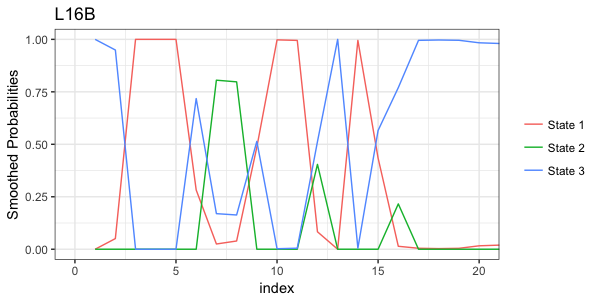 L16B
Smoothed Probabilities
1.00
0.75
0.50
0.25
0.00
0
5
10
15
20
index
State 1
State 2
State 3